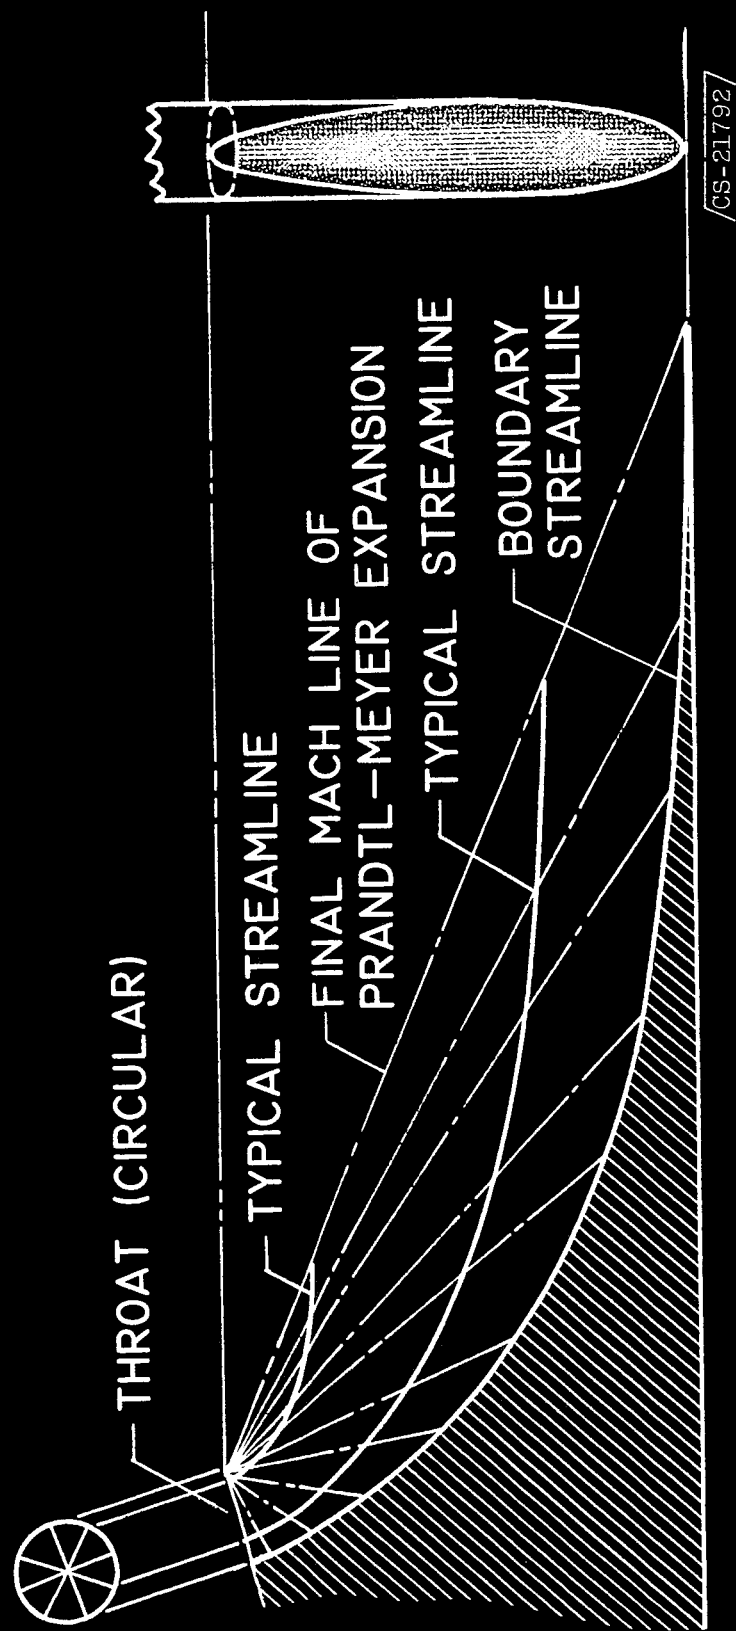 THROAT (CIRCULAR)
TYPICAL STREAMLINE
FINAL MACH LINE OF
PRANDTL–MEYER EXPANSION
TYPICAL STREAMLINE
BOUNDARY
STREAMLINE
CS-21792